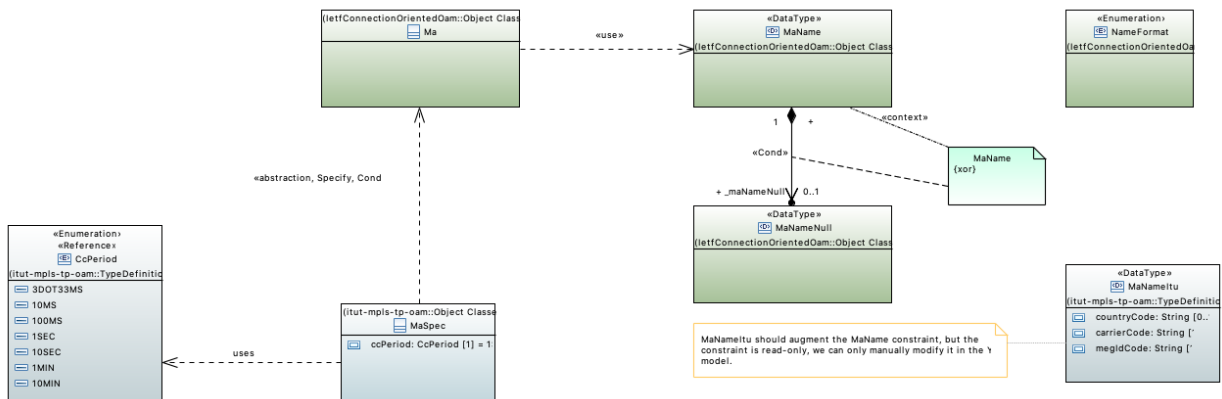 (IetfConnectionOrientedOam::Object Class
Ma
«use»
«DataType»
MaName
(IetfConnectionOrientedOam::Object Class
«Enumeration»
NameFormat
(IetfConnectionOrientedOa
1
+
«context»
«Cond»
MaName
{xor}
«abstraction, Specify, Cond
+ _maNameNull
0..1
«DataType»
MaNameNull
(IetfConnectionOrientedOam::Object Class
«Enumeration»
«Reference»
CcPeriod
(itut-mpls-tp-oam::TypeDefinitio
3DOT33MS
10MS
100MS
1SEC
10SEC
1MIN
10MIN
uses
(itut-mpls-tp-oam::Object Classe
MaSpec
ccPeriod: CcPeriod [1] = 1
«DataType»
MaNameItu
(itut-mpls-tp-oam::TypeDefinitio
countryCode: String [0..
carrierCode: String [
megIdCode: String [
MaNameItu should augment the MaName constraint, but the
constraint is read-only, we can only manually modify it in the Y
model.